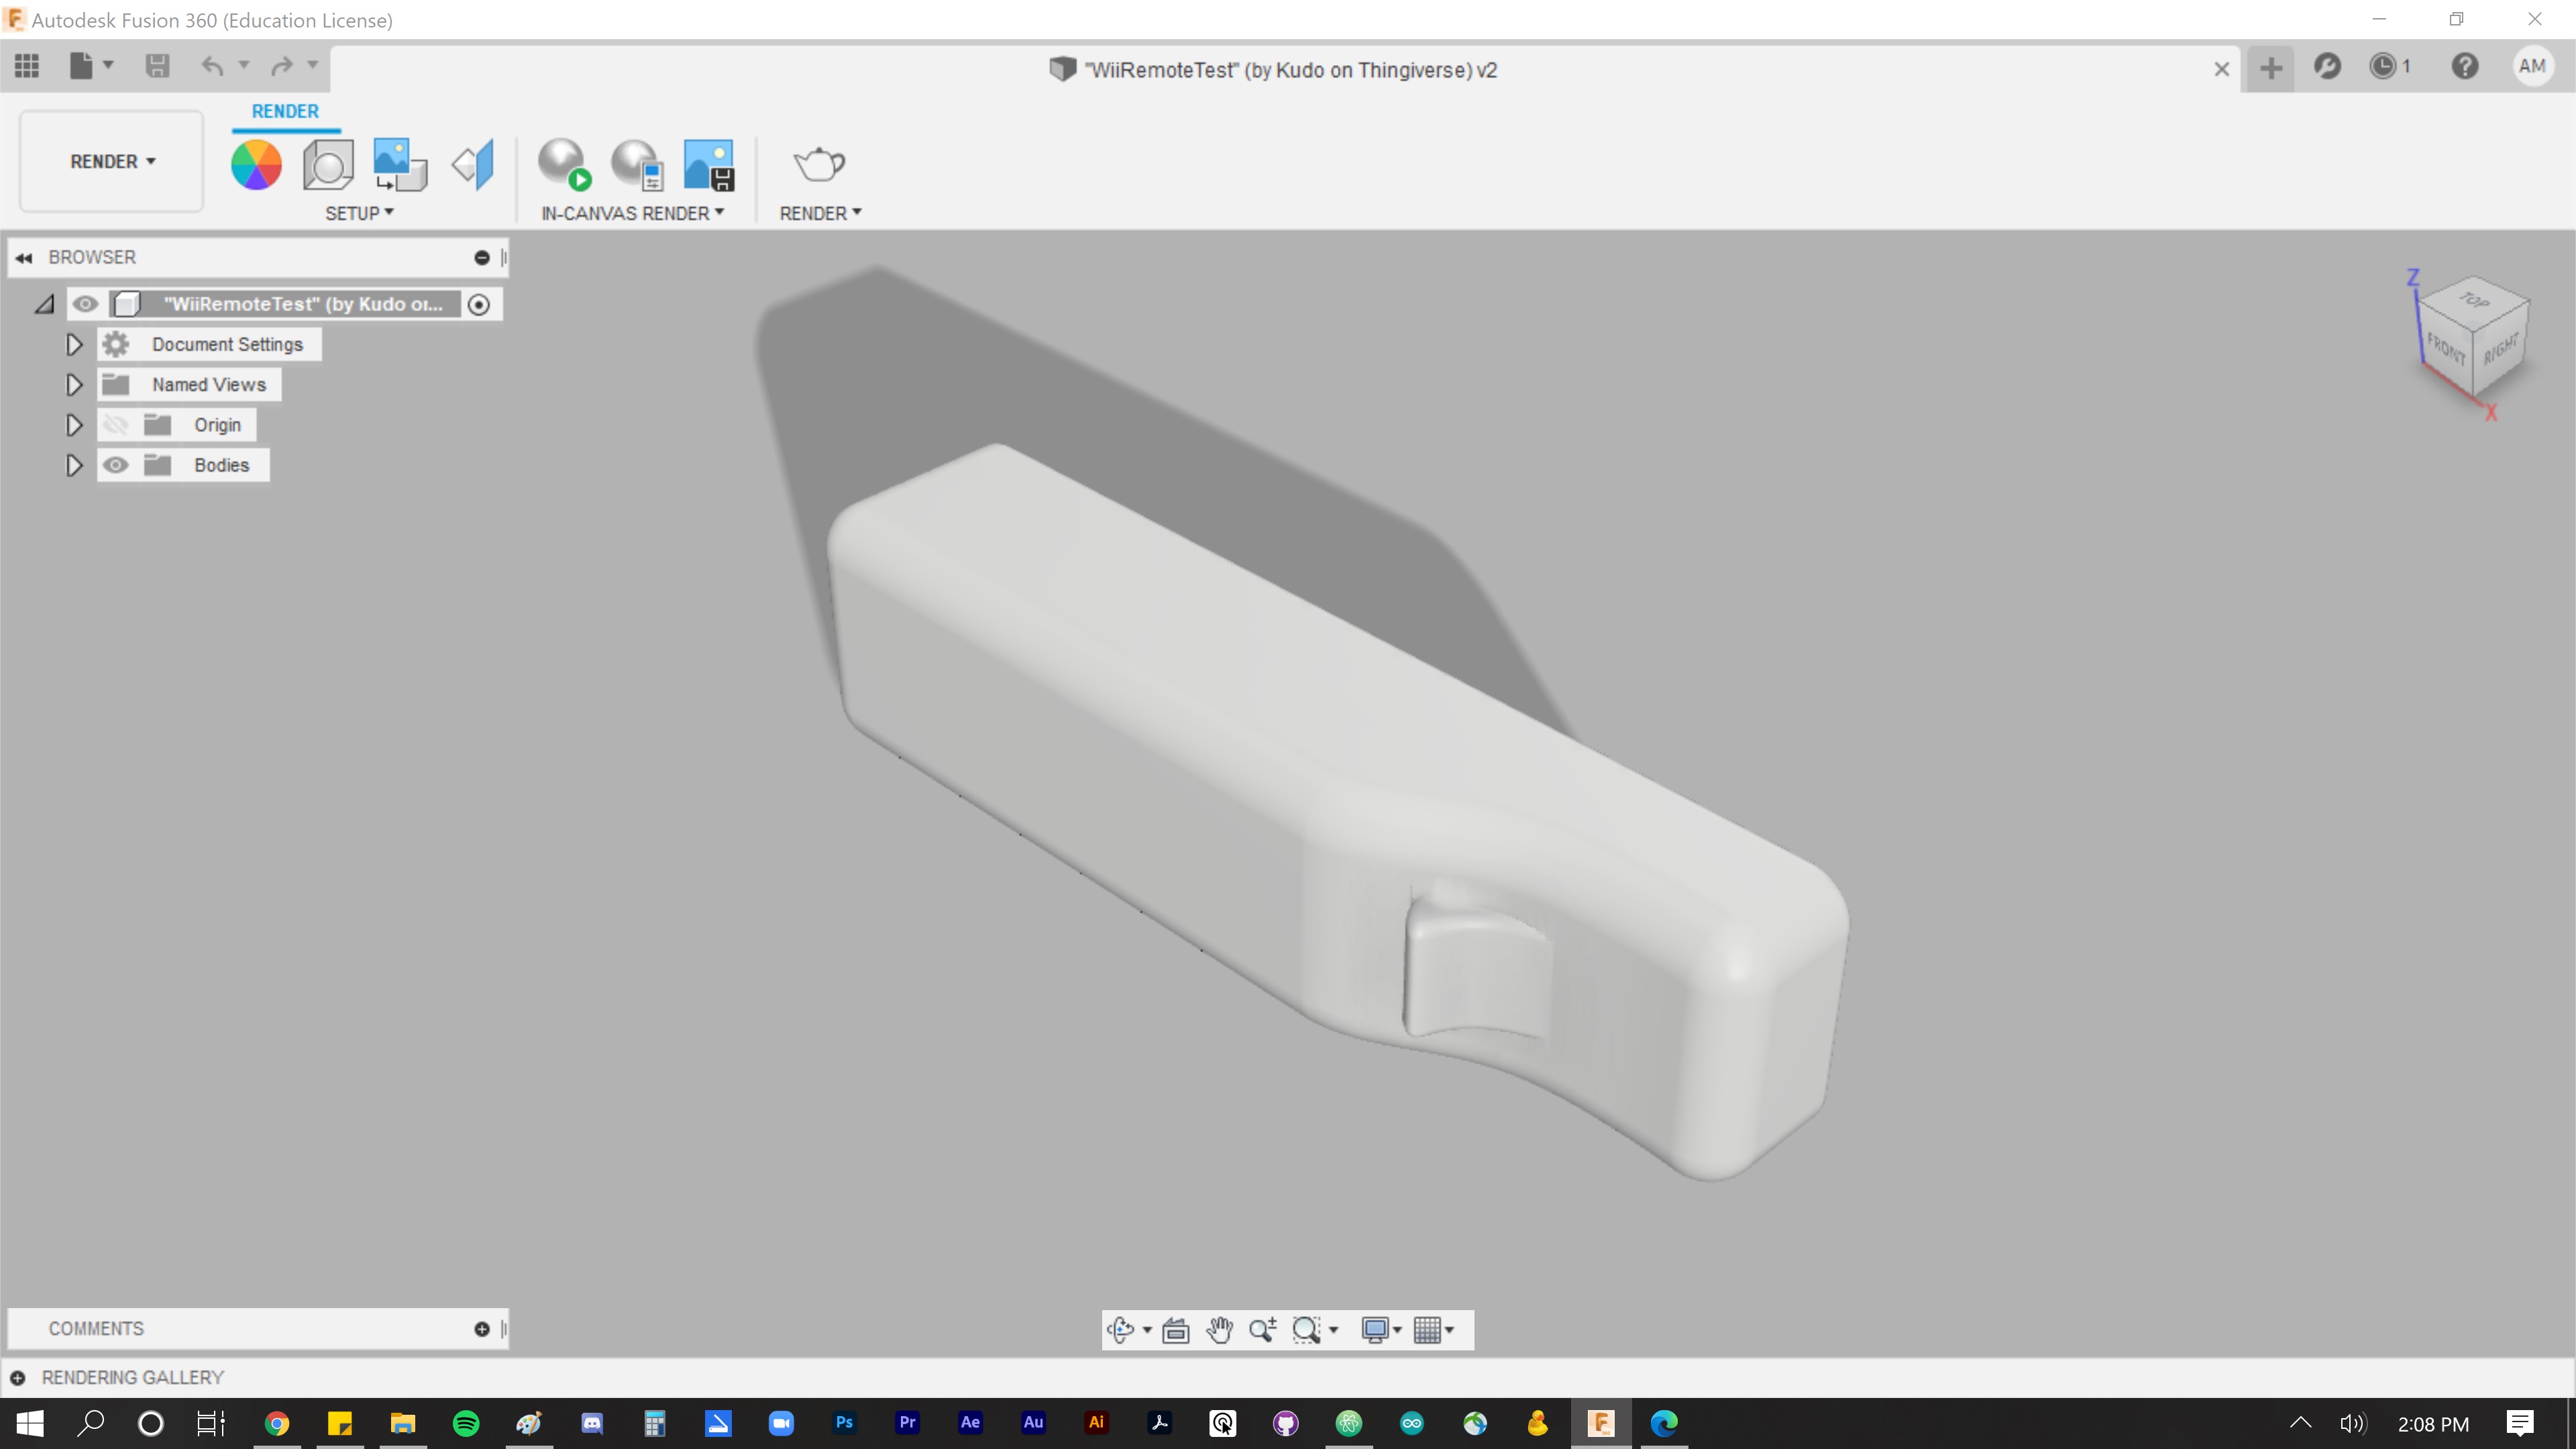 Autodesk Fusion 360 (Education License)
"WiiRemoteTest" (by Kudo on Thingiverse) v2
1
AM
RENDER
RENDER
SETUP
IN-CANVAS RENDER
RENDER
BROWSER
"WiiRemoteTest" (by Kudo oı...
Document Settings
Named Views
Origin
Bodies
Z
TOP
FRONT
RIGHT
X
COMMENTS
RENDERING GALLERY
Ps
Pr
Ae
Au
Ai
F
2:08 PM